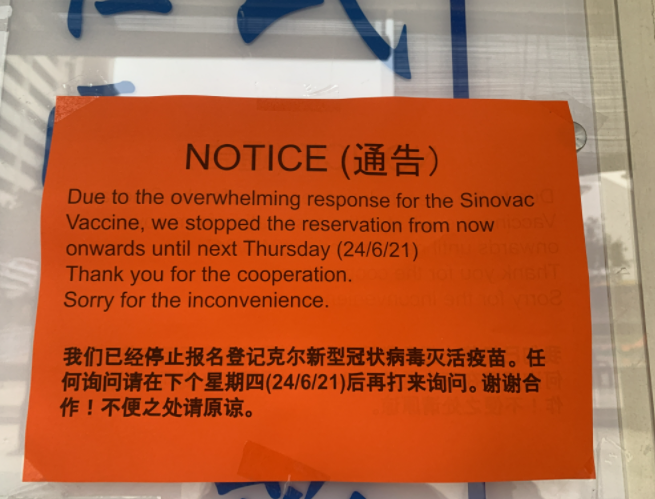 NOTICE (通告)
Due to the overwhelming response for the Sinovac
Vaccine, we stopped the reservation from now
onwards until next Thursday (24/6/21)
Thank you for the cooperation.
Sorry for the inconvenience.
我们已经停止报名登记克尔新型冠状病毒灭活疫苗。任
何询问请在下个星期四(24/6/21)后再打来询问。谢谢合
作！不便之处请原谅。